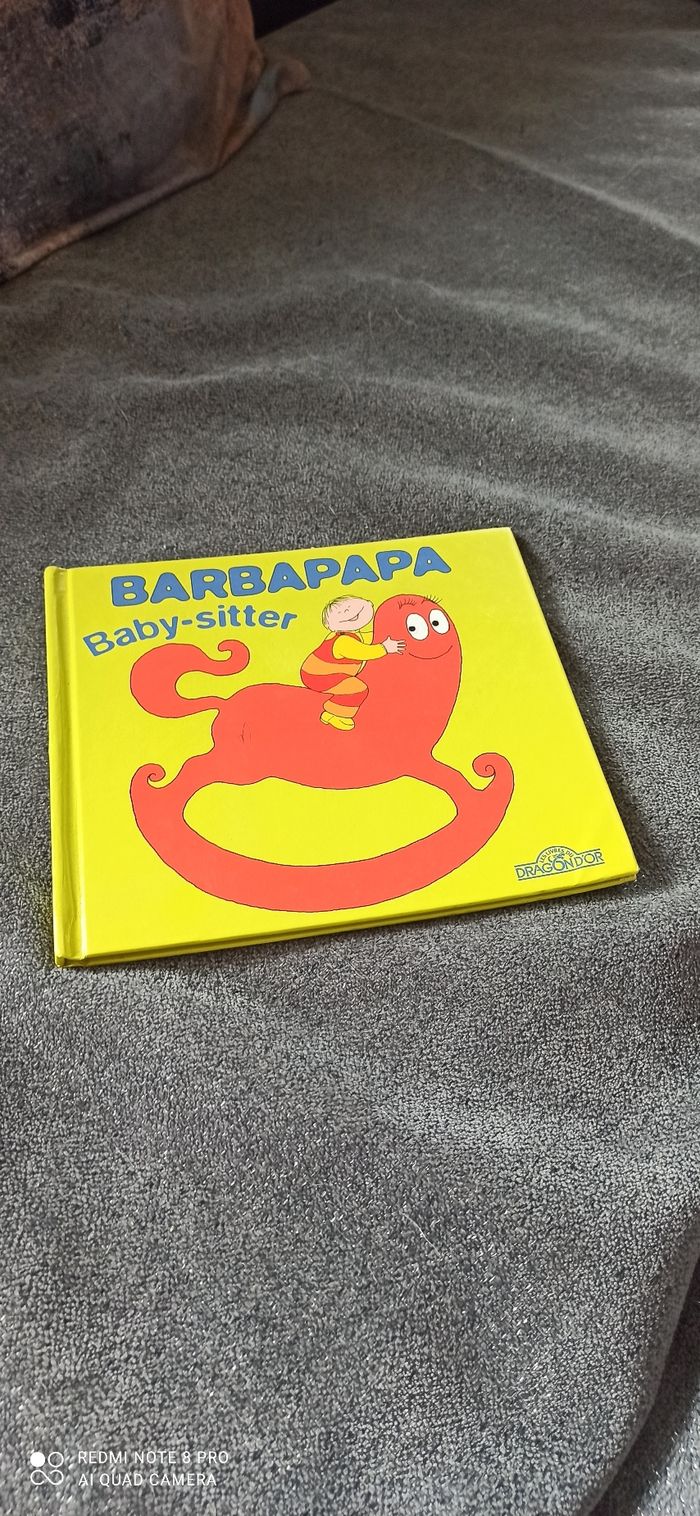 BARBAPAPA
Baby-sitter
LES LIVRES DU
DRAGON D'OR
REDMI NOTE 8 PRO
AI QUAD CAMERA